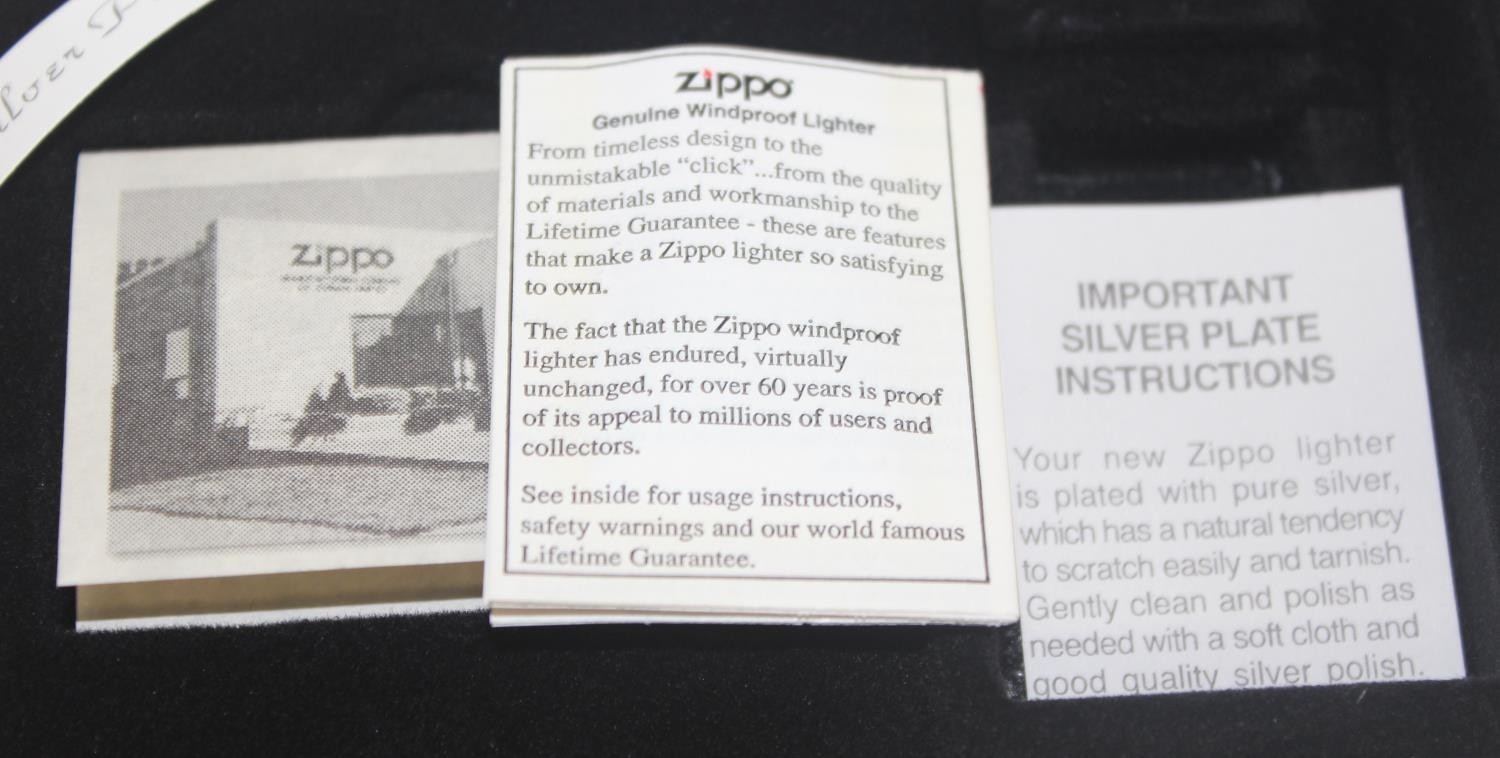 zippo
zippo
Genuine Windproof Lighter
From timeless design to the
unmistakable “click”...from the quality
of materials and workmanship to the
Lifetime Guarantee - these are features
that make a Zippo lighter so satisfying
to own.
The fact that the Zippo windproof
lighter has endured, virtually
unchanged, for over 60 years is proof
of its appeal to millions of users and
collectors.
See inside for usage instructions,
safety warnings and our world famous
Lifetime Guarantee.
IMPORTANT
SILVER PLATE
INSTRUCTIONS
Your new Zippo lighter
is plated with pure silver,
which has a natural tendency
to scratch easily and tarnish.
Gently clean and polish as
needed with a soft cloth and
good quality silver polish.